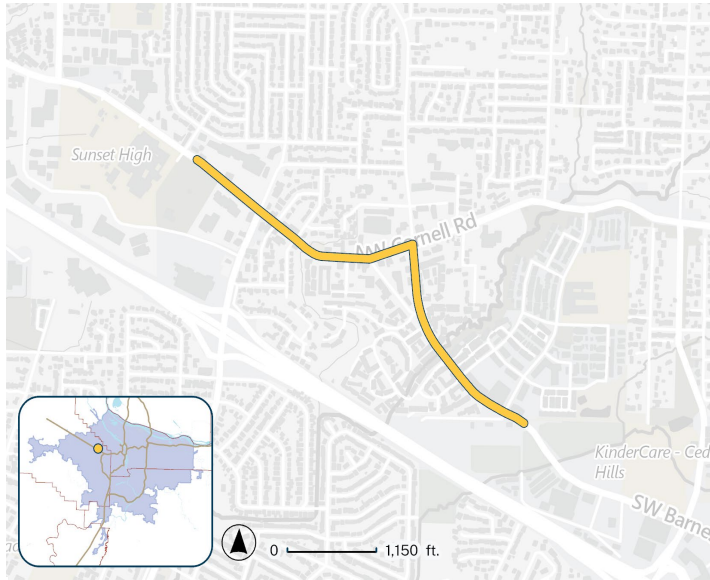 Sunset High
NW Cornell Rd
KinderCare - Ced
Hills
SW Barne
0 1,150 ft.